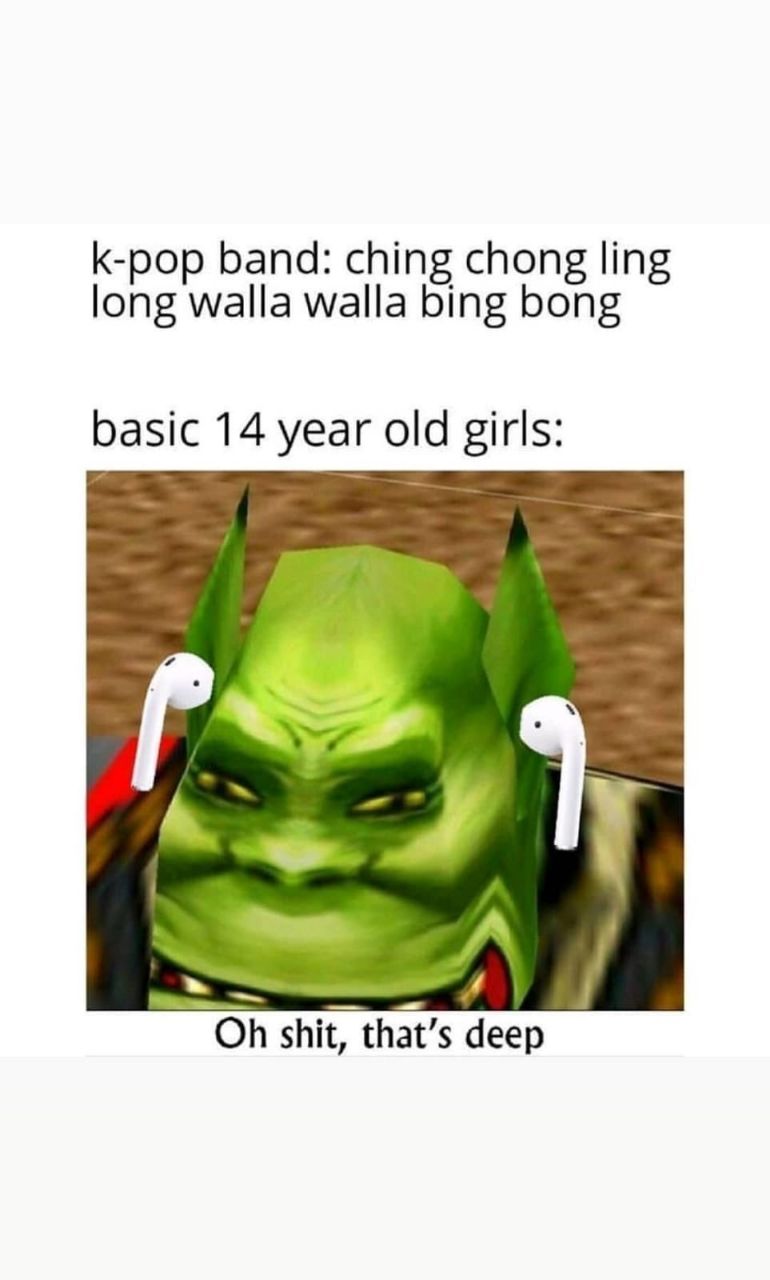 k-pop band: ching chong ling
long walla walla bing bong
basic 14 year old girls:
Oh shit, that's deep